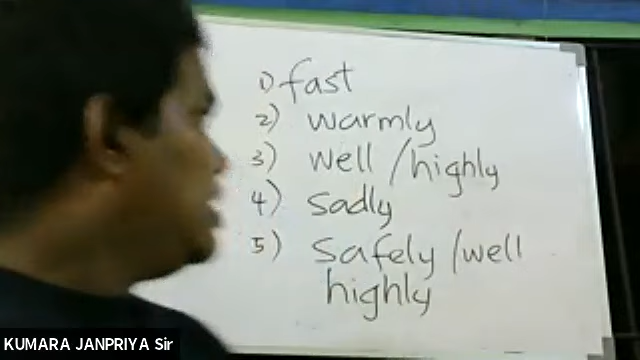 1) fast
2) warmly
3) well /highly
4) sadly
5) safely /well
highly
KUMARA JANPRIYA Sir